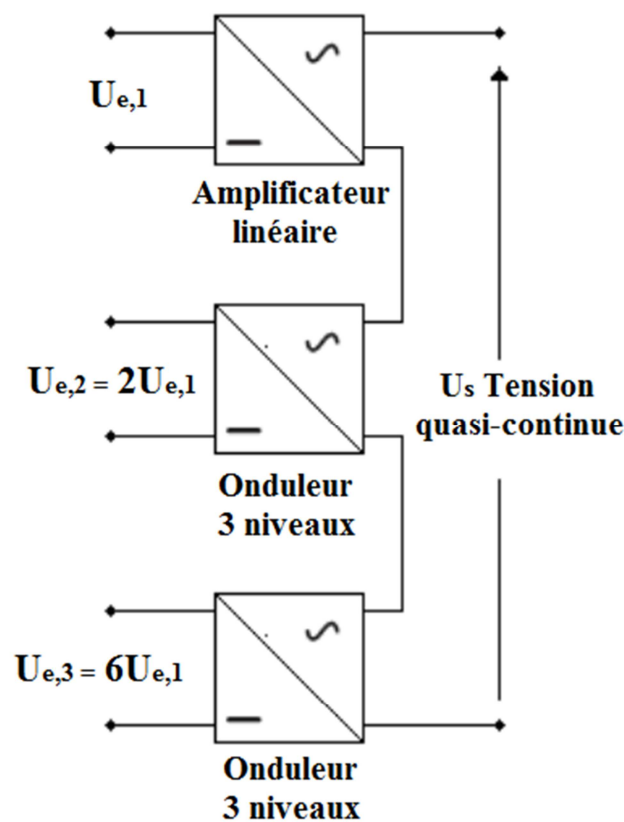 Ue,1
Amplificateur
linéaire
Ue,2 = 2Ue,1
Us Tension
quasi-continue
Onduleur
3 niveaux
Ue,3 = 6Ue,1
Onduleur
3 niveaux